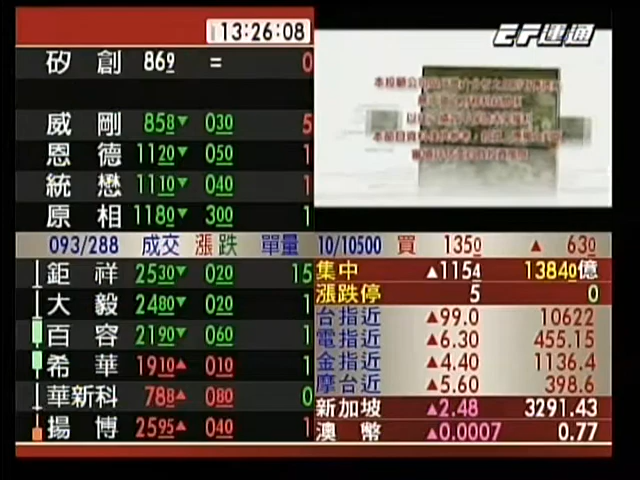 13:26:08
EF運通
矽創 869 = 0
威剛 858▼ 030 5
恩德 1120▼ 050 1
統懋 1110▼ 040 1
原相 1180▼ 300 1
093/288 成交 漲跌 單量
鉅祥 2530▼ 020 15
大毅 2480▼ 020 1
百容 2190▼ 060 1
希華 1910▲ 010 1
華新科 788▲ 080 0
揚博 2595▲ 040 1
10/10500 買 1350 ▲ 630
集中 ▲1154 13840億
漲跌停 5 0
台指近 ▲99.0 10622
電指近 ▲6.30 455.15
金指近 ▲4.40 1136.4
摩台近 ▲5.60 398.6
新加坡 ▲2.48 3291.43
澳幣 ▲0.0007 0.77